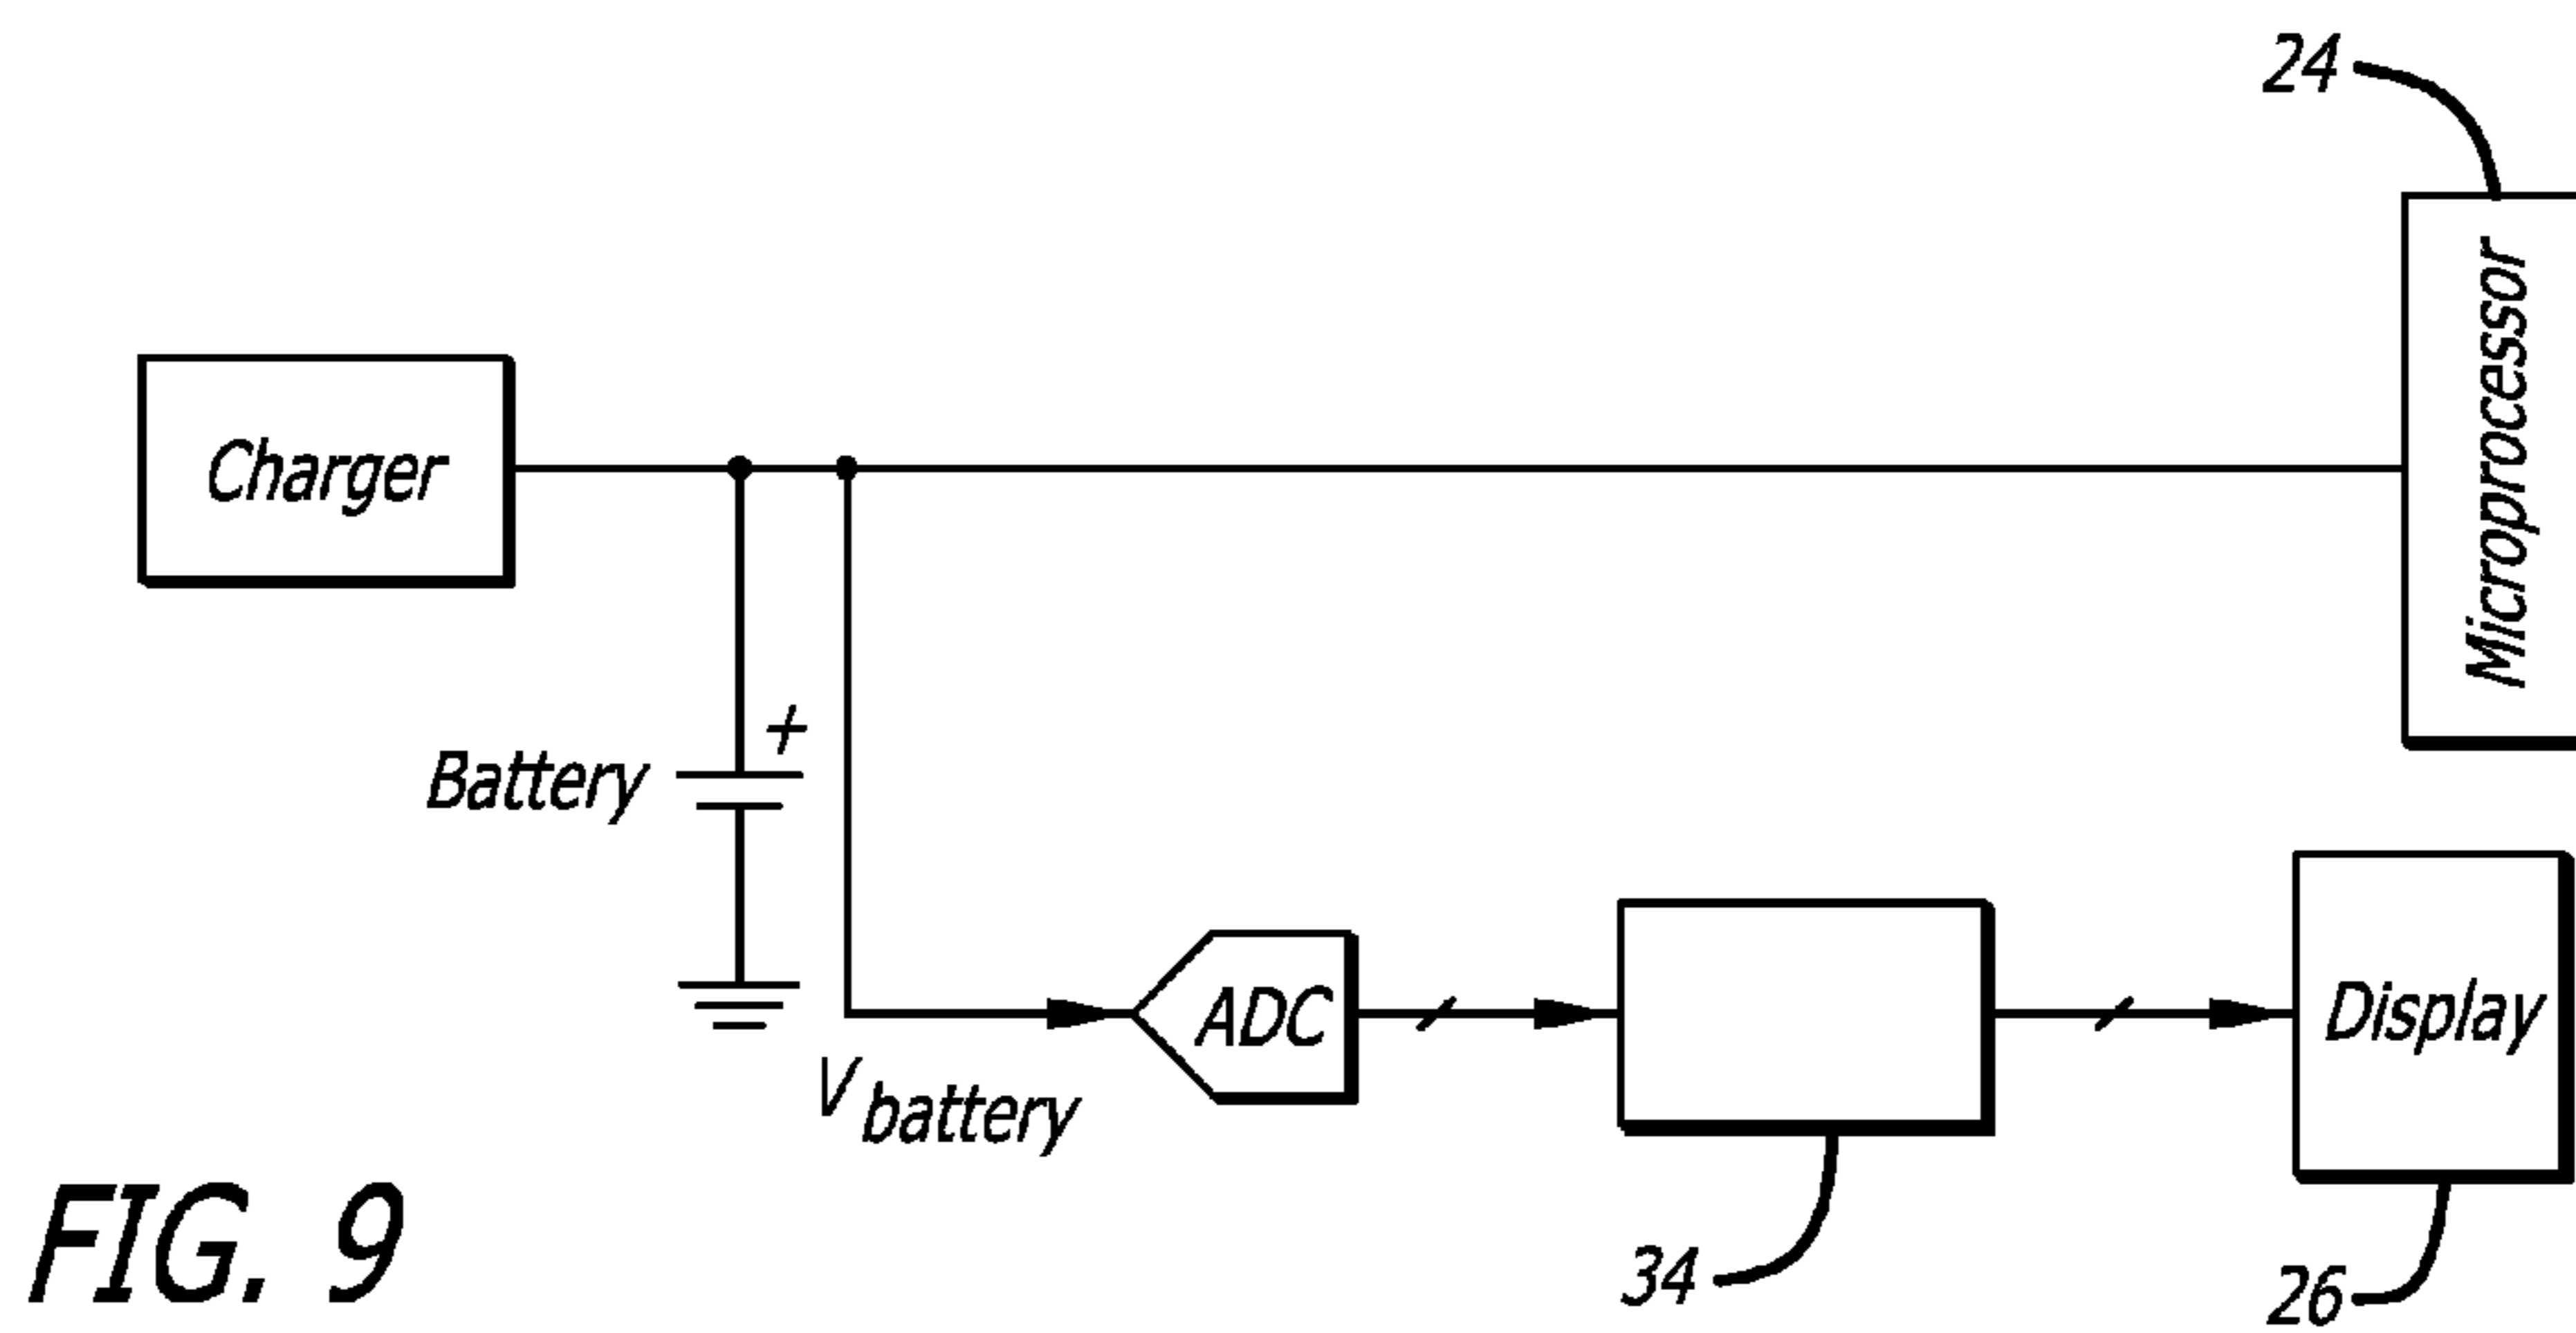 24
Microprocessor
Charger
+
Battery
ADC
Display
V battery
FIG. 9
34
26